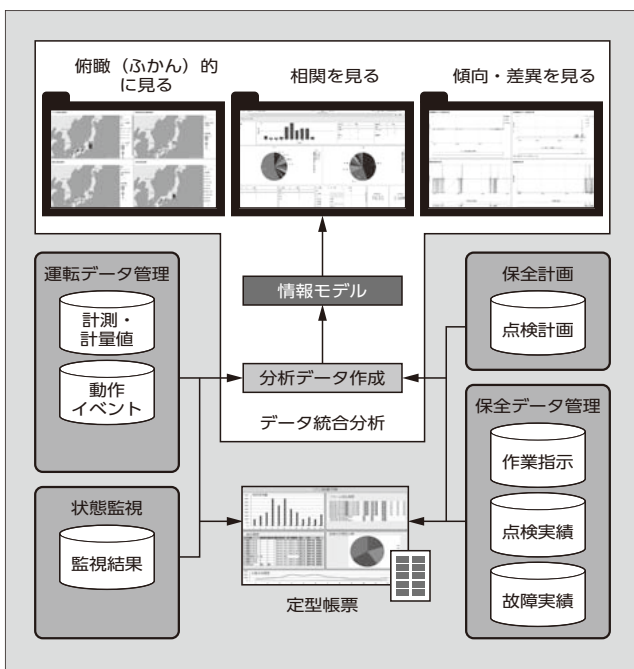 俯瞰（ふかん）的
に見る
相関を見る
傾向・差異を見る
運転データ管理
計測・
計量値
動作
イベント
情報モデル
分析データ作成
データ統合分析
保全計画
点検計画
保全データ管理
作業指示
点検実績
故障実績
状態監視
監視結果
定型帳票